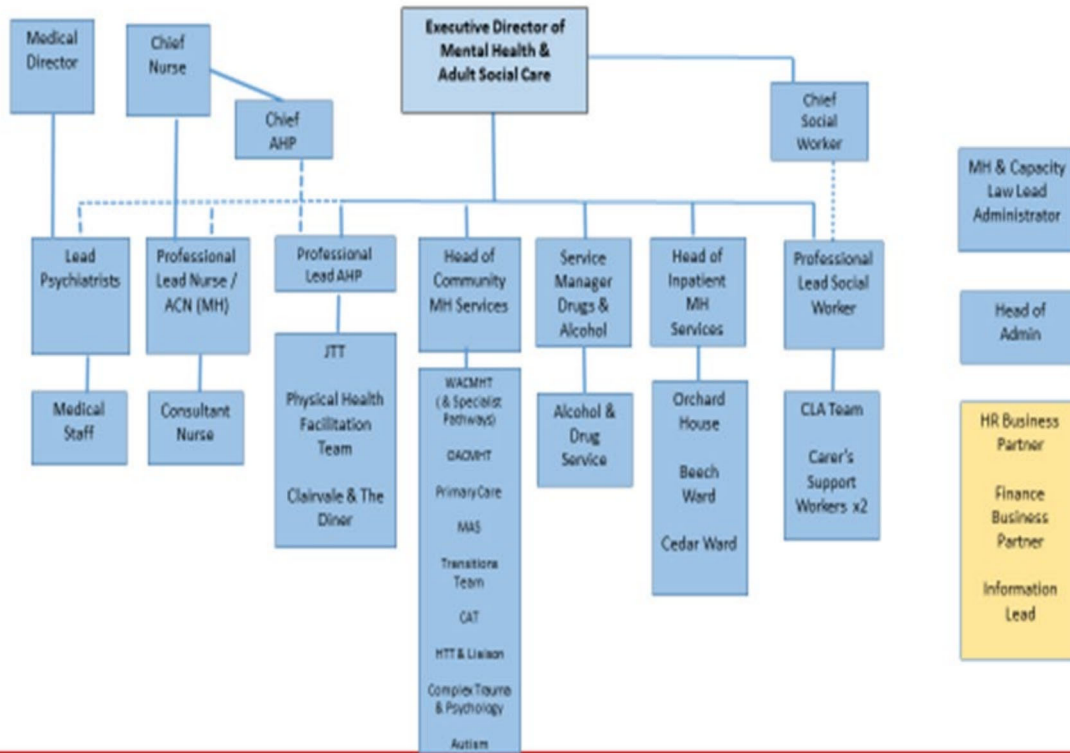 Medical
Director
Chief
Nurse
Chief
AHP
Executive Director of
Mental Health &
Adult Social Care
Chief
Social
Worker
MH & Capacity
Law Lead
Administrator
Lead
Psychiatrists
Professional
Lead Nurse /
ACN (MH)
Professional
Lead AHP
Head of
Community
MH Services
Service
Manager
Drugs &
Alcohol
Head of
Inpatient
MH
Services
Professional
Lead Social
Worker
Head of
Admin
Medical
Staff
Consultant
Nurse
JTT
Physical Health
Facilitation
Team
Clairvale & The
Diner
WACMHT
( & Specialist
Pathways)
OACMHT
Primary Care
MAS
Transitions
Team
CAT
HTT & Liaison
Complex Trauma
& Psychology
Autism
Alcohol &
Drug
Service
Orchard
House
Beech
Ward
Cedar Ward
CLA Team
Carer's
Support
Workers x2
HR Business
Partner
Finance
Business
Partner
Information
Lead